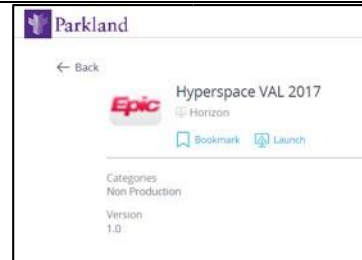 Parkland
← Back
Epic
Hyperspace VAL 2017
Horizon
Bookmark Launch
Categories
Non Production
Version
1.0